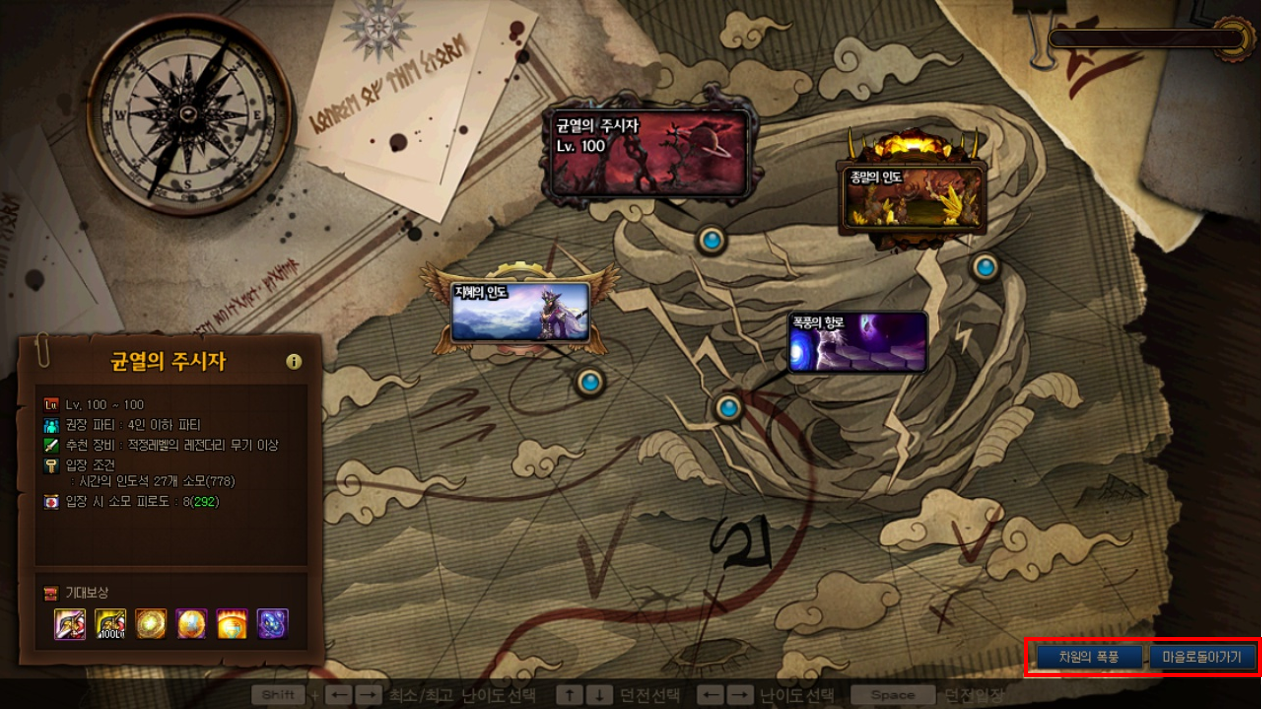 W
E
S
균열의 주시자
Lv. 100
종말의 인도
지혜의 인도
폭풍의 항로
균열의 주시자
Lv. 100 ~ 100
권장 파티 : 4인 이하 파티
추천 장비 : 적정레벨의 레전더리 무기 이상
입장 조건
: 시간의 인도석 27개 소모(778)
입장 시 소모 피로도 : 8(292)
기대보상
100Lv
차원의 폭풍
마을로돌아가기
Shift + ← → 최소/최고 난이도선택 ↑ ↓ 던전선택 ← → 난이도선택 Space 던전입장